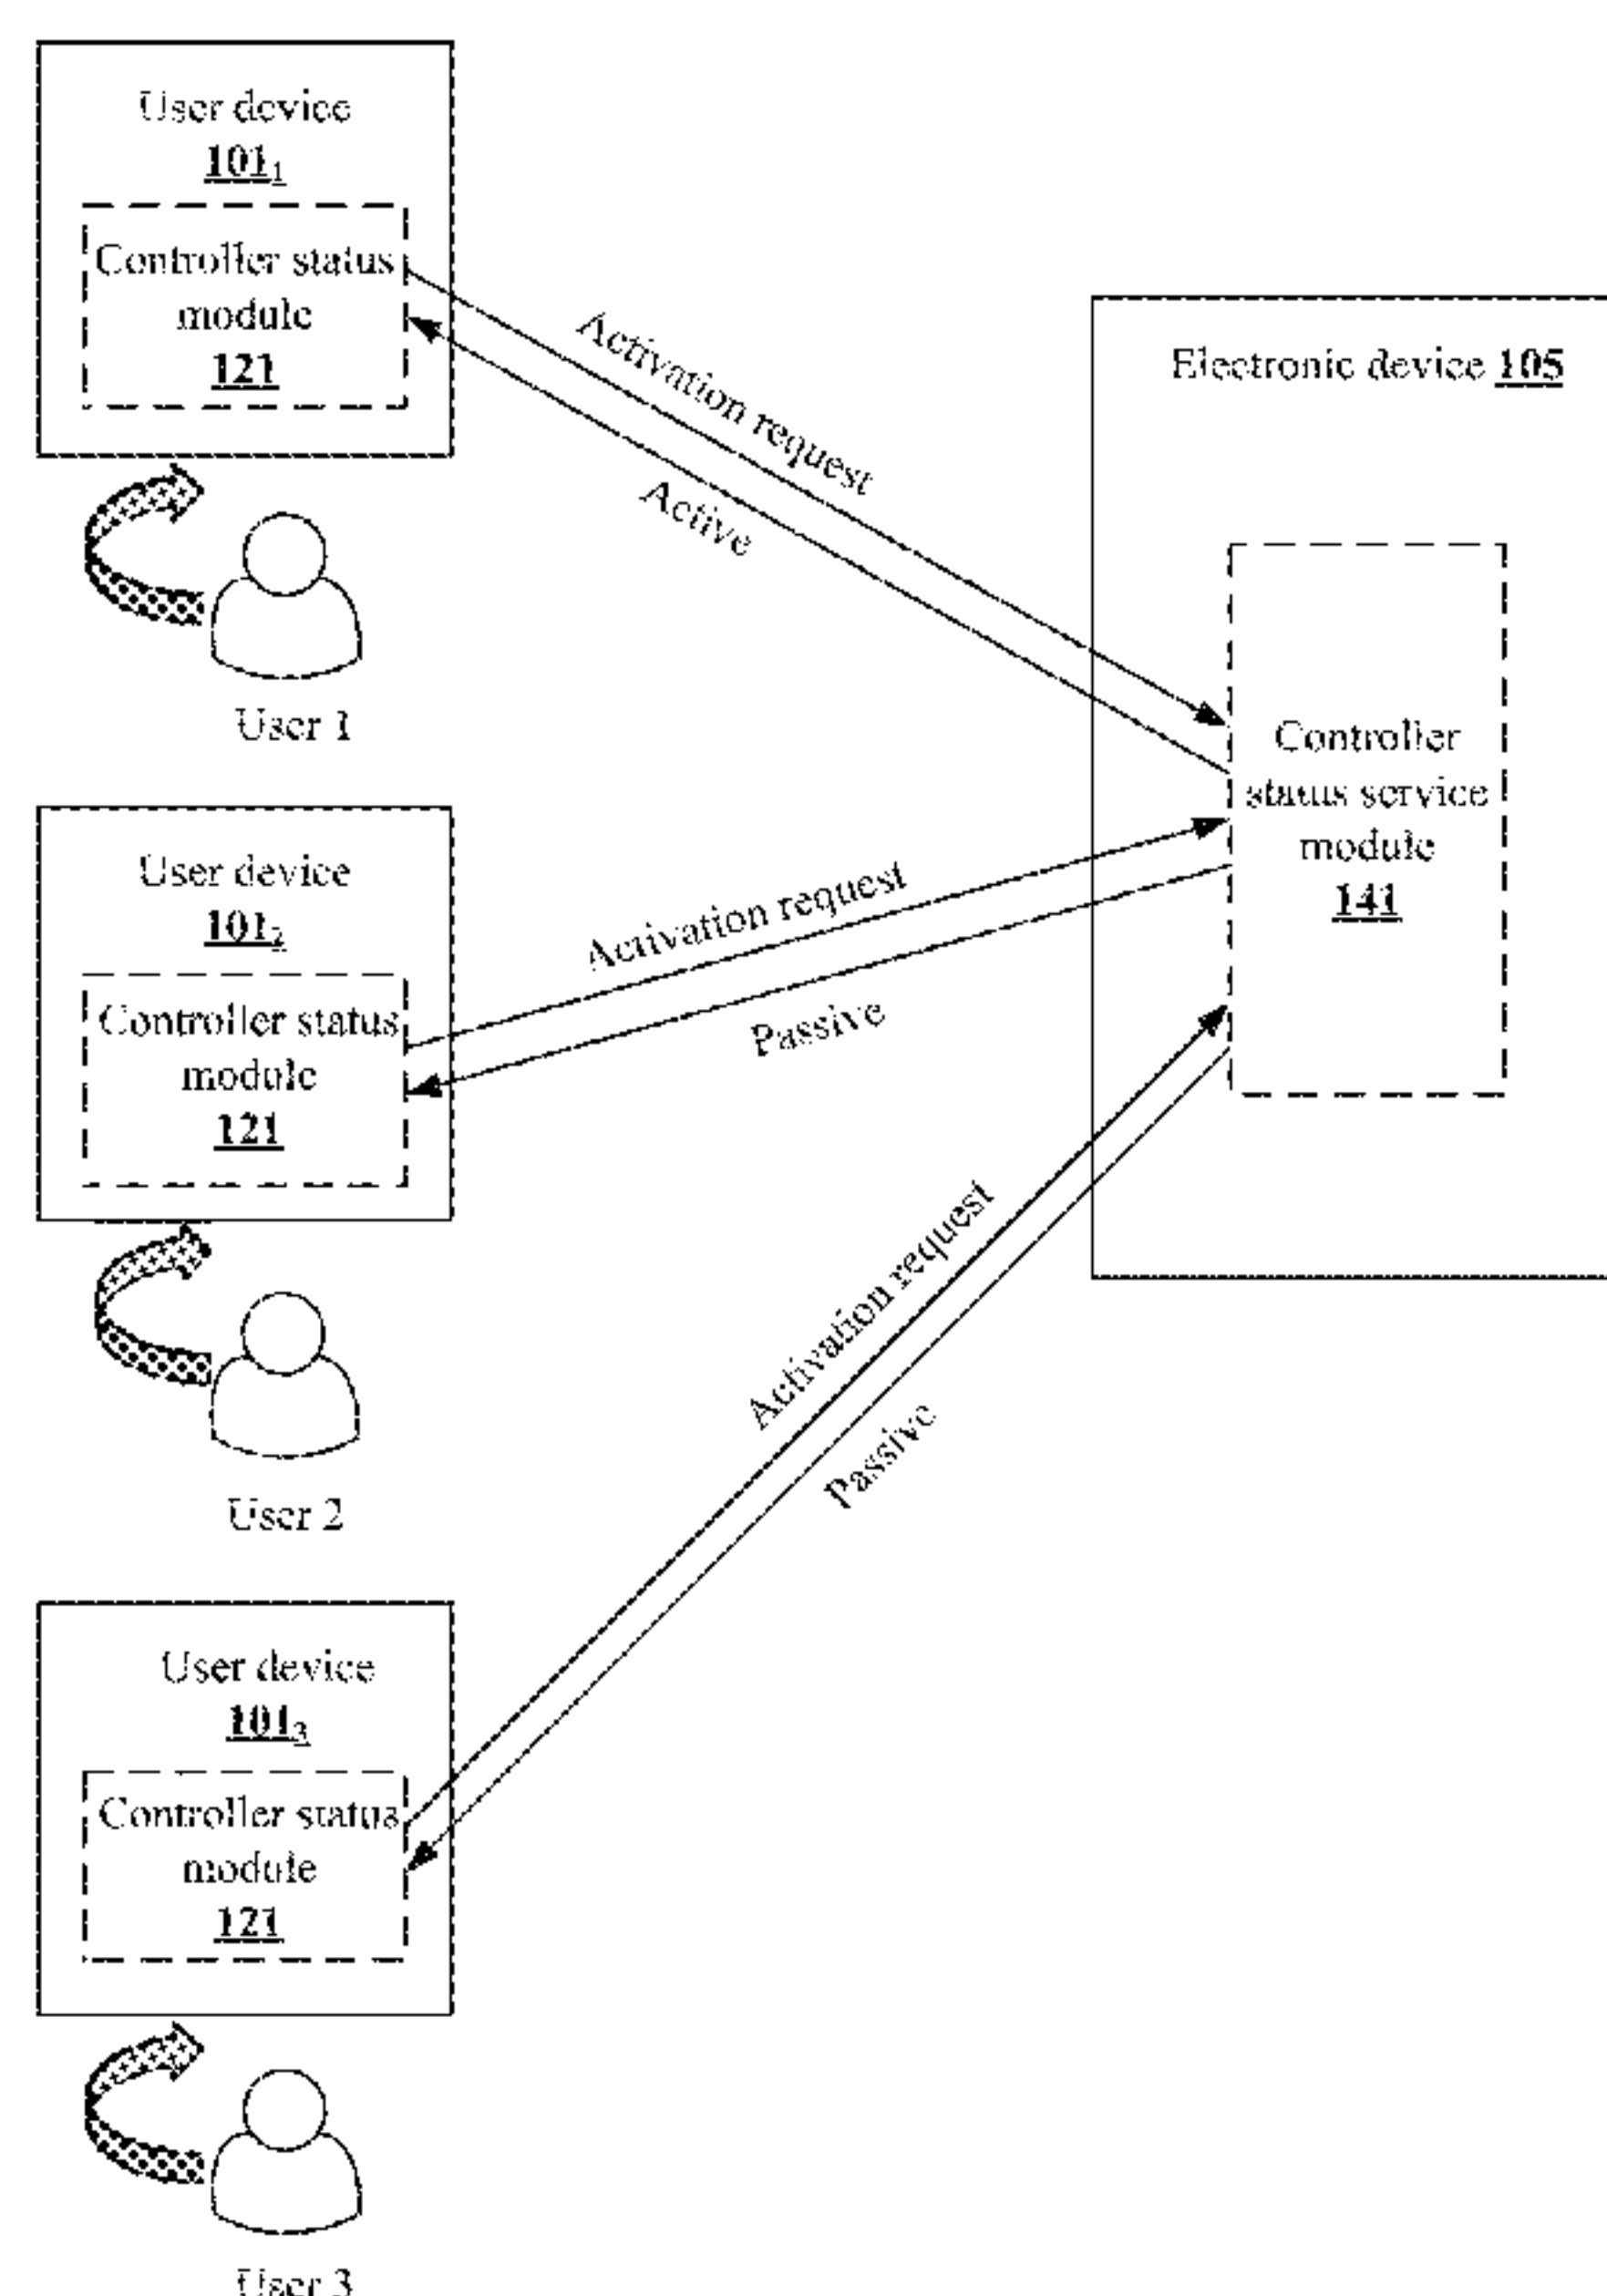 User device
101₁
Controller status
module
121
User 1
Activation request
Active
Electronic device 105
Controller
status service
module
141
User device
101₂
Controller status
module
121
User 2
Activation request
Passive
User device
101₃
Controller status
module
121
User 3
Activation request
Passive